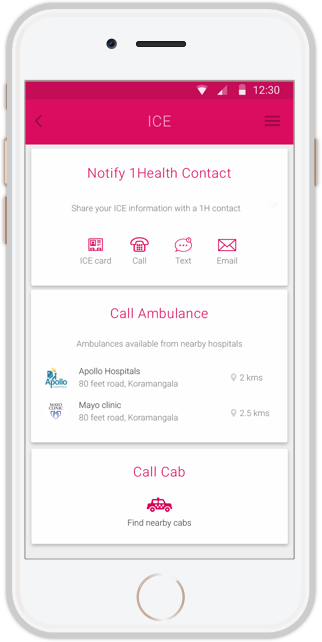 12:30
ICE
Notify 1Health Contact
Share your ICE information with a 1H contact
ICE card Call Text Email
Call Ambulance
Ambulances available from nearby hospitals
Apollo
Apollo Hospitals
80 feet road, Koramangala
2 kms
MAYO
CLINIC
Mayo clinic
80 feet road, Koramangala
2.5 kms
Call Cab
Find nearby cabs